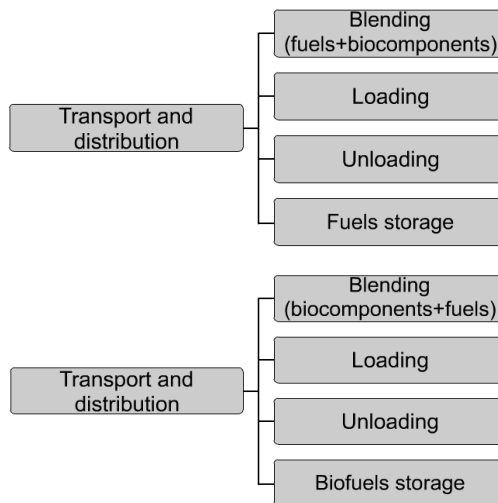 Blending
(fuels+biocomponents)
Loading
Transport and
distribution
Unloading
Fuels storage
Blending
(biocomponents+fuels)
Loading
Transport and
distribution
Unloading
Biofuels storage